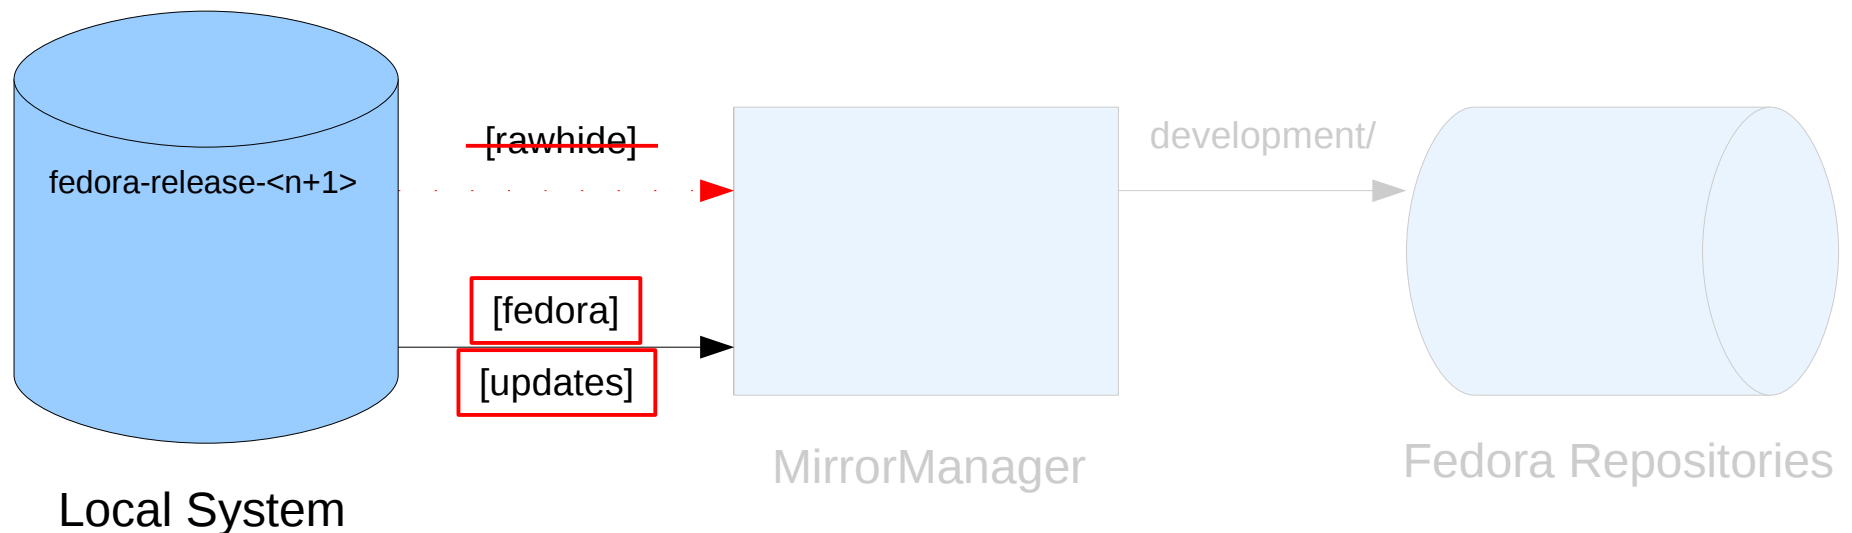 [rawhide]
development/
fedora-release-<n+1>
[fedora]
[updates]
MirrorManager
Fedora Repositories
Local System